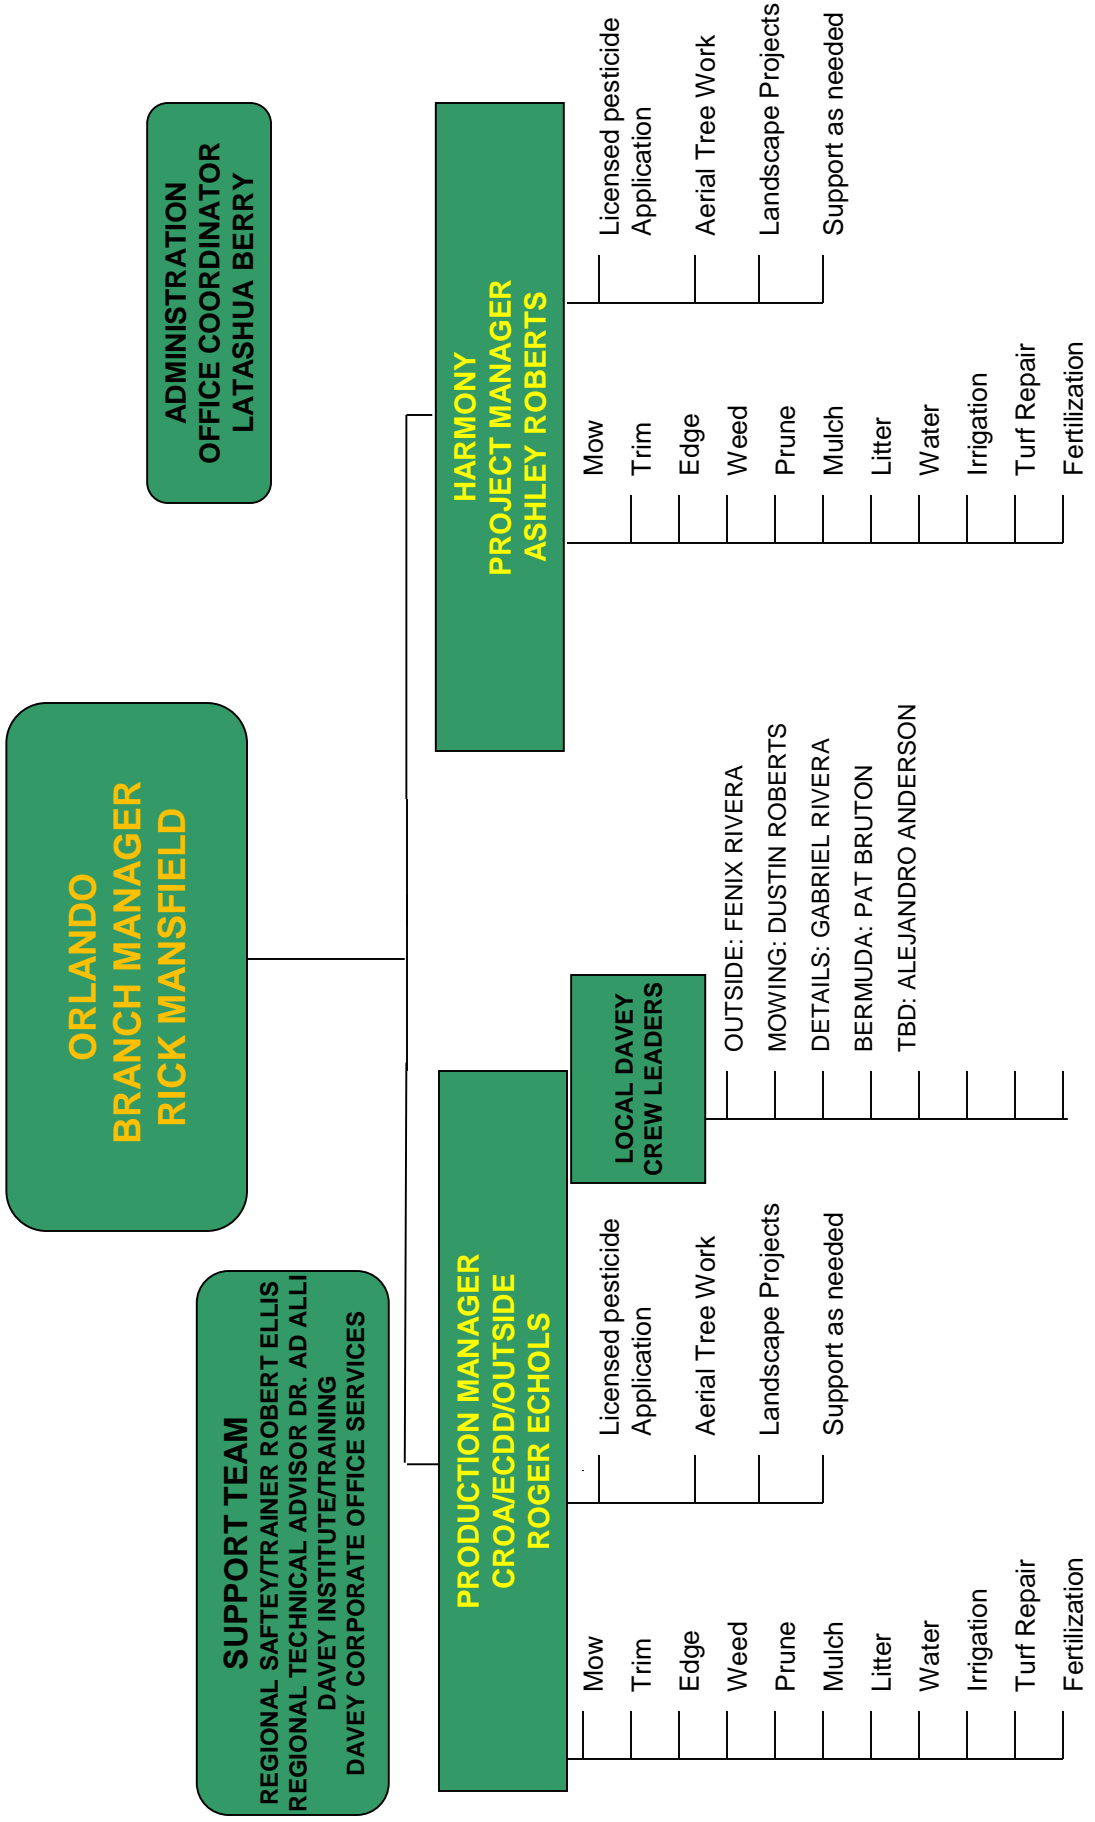 ORLANDO
BRANCH MANAGER
RICK MANSFIELD
SUPPORT TEAM
REGIONAL SAFTEY/TRAINER ROBERT ELLIS
REGIONAL TECHNICAL ADVISOR DR. AD ALLI
DAVEY INSTITUTE/TRAINING
DAVEY CORPORATE OFFICE SERVICES
ADMINISTRATION
OFFICE COORDINATOR
LATASHUA BERRY
PRODUCTION MANAGER
CROA/ECDD/OUTSIDE
ROGER ECHOLS
Mow
Trim
Edge
Weed
Prune
Mulch
Litter
Water
Irrigation
Turf Repair
Fertilization
Licensed pesticide
Application
Aerial Tree Work
Landscape Projects
Support as needed
LOCAL DAVEY
CREW LEADERS
OUTSIDE: FENIX RIVERA
MOWING: DUSTIN ROBERTS
DETAILS: GABRIEL RIVERA
BERMUDA: PAT BRUTON
TBD: ALEJANDRO ANDERSON
HARMONY
PROJECT MANAGER
ASHLEY ROBERTS
Mow
Trim
Edge
Weed
Prune
Mulch
Litter
Water
Irrigation
Turf Repair
Fertilization
Licensed pesticide
Application
Aerial Tree Work
Landscape Projects
Support as needed